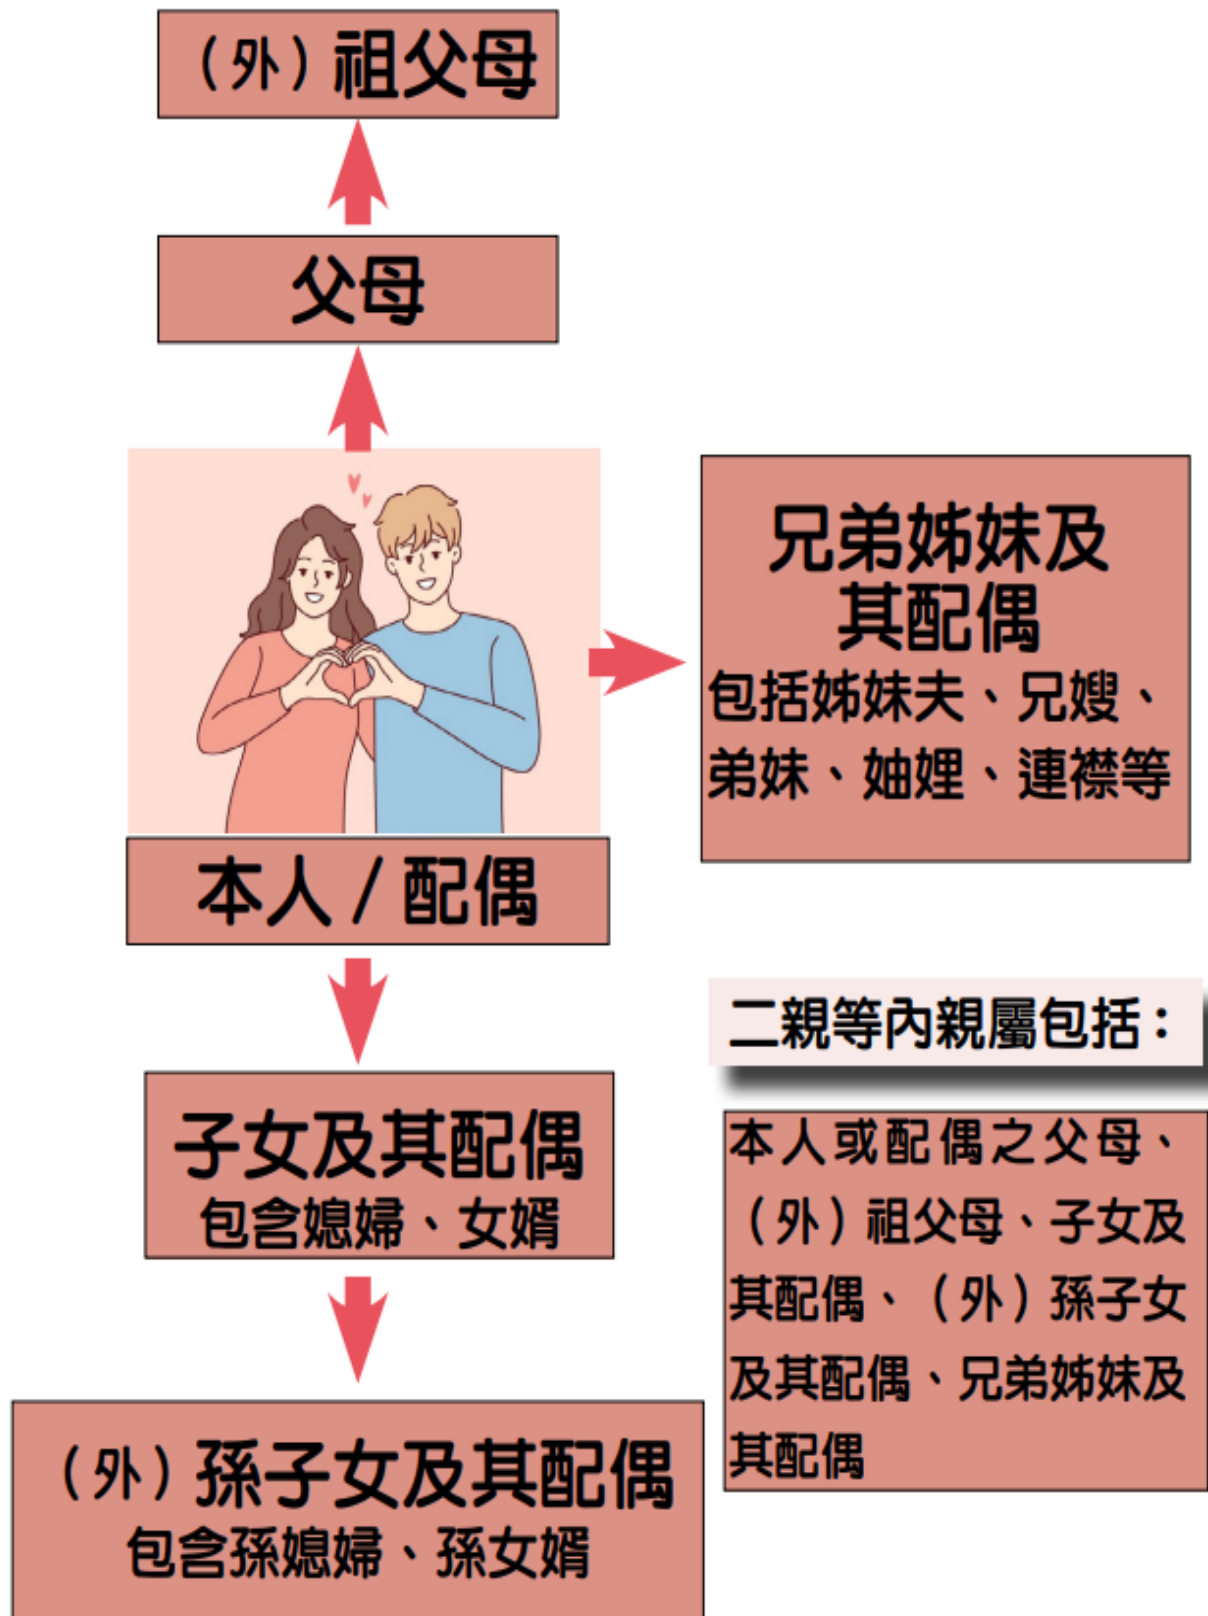 （外）祖父母
父母
本人 / 配偶
兄弟姊妹及
其配偶
包括姊妹夫、兄嫂、
弟妹、妯娌、連襟等
子女及其配偶
包含媳婦、女婿
（外）孫子女及其配偶
包含孫媳婦、孫女婿
二親等內親屬包括：
本人或配偶之父母、
（外）祖父母、子女及
其配偶、（外）孫子女
及其配偶、兄弟姊妹及
其配偶